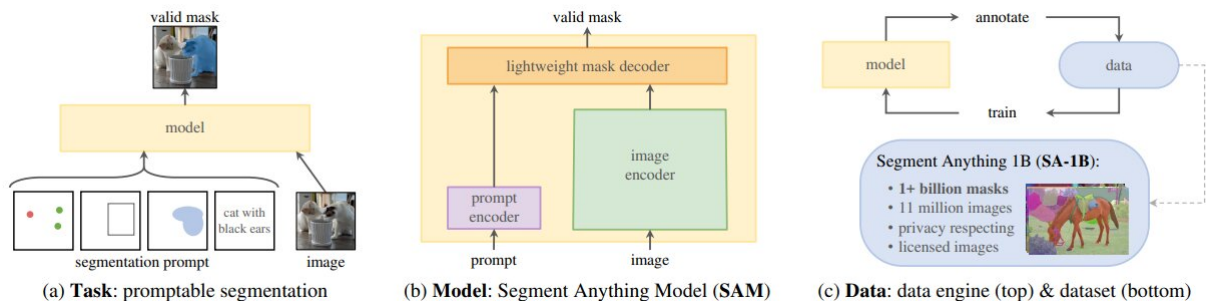 valid mask
model
cat with
black ears
segmentation prompt
image
(a) Task: promptable segmentation
valid mask
lightweight mask decoder
image
encoder
prompt
encoder
prompt
image
(b) Model: Segment Anything Model (SAM)
annotate
model
data
train
Segment Anything 1B (SA-1B):
• 1+ billion masks
• 11 million images
• privacy respecting
• licensed images
(c) Data: data engine (top) & dataset (bottom)